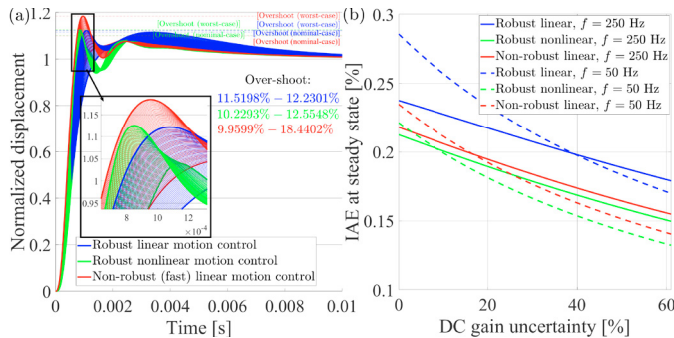 (a)
1.2
1
0.8
0.6
0.4
0.2
0
Normalized displacement
[Overshoot (worst-case)]
[Overshoot (worst-case)]
[Overshoot (worst-case)]
[Overshoot (nominal-case)]
[Overshoot (nominal-case)]
[Overshoot (nominal-case)]
Over-shoot:
11.5198% − 12.2301%
10.2293% − 12.5548%
9.9599% − 18.4402%
1.15
1.1
1.05
1
0.95
8
10
12
×10⁻⁴
Robust linear motion control
Robust nonlinear motion control
Non-robust (fast) linear motion control
0
0.002
0.004
0.006
0.008
0.01
Time [s]
(b)
0.3
0.25
0.2
0.15
0.1
IAE at steady state [%]
Robust linear, f = 250 Hz
Robust nonlinear, f = 250 Hz
Non-robust linear, f = 250 Hz
Robust linear, f = 50 Hz
Robust nonlinear, f = 50 Hz
Non-robust linear, f = 50 Hz
0
20
40
60
DC gain uncertainty [%]